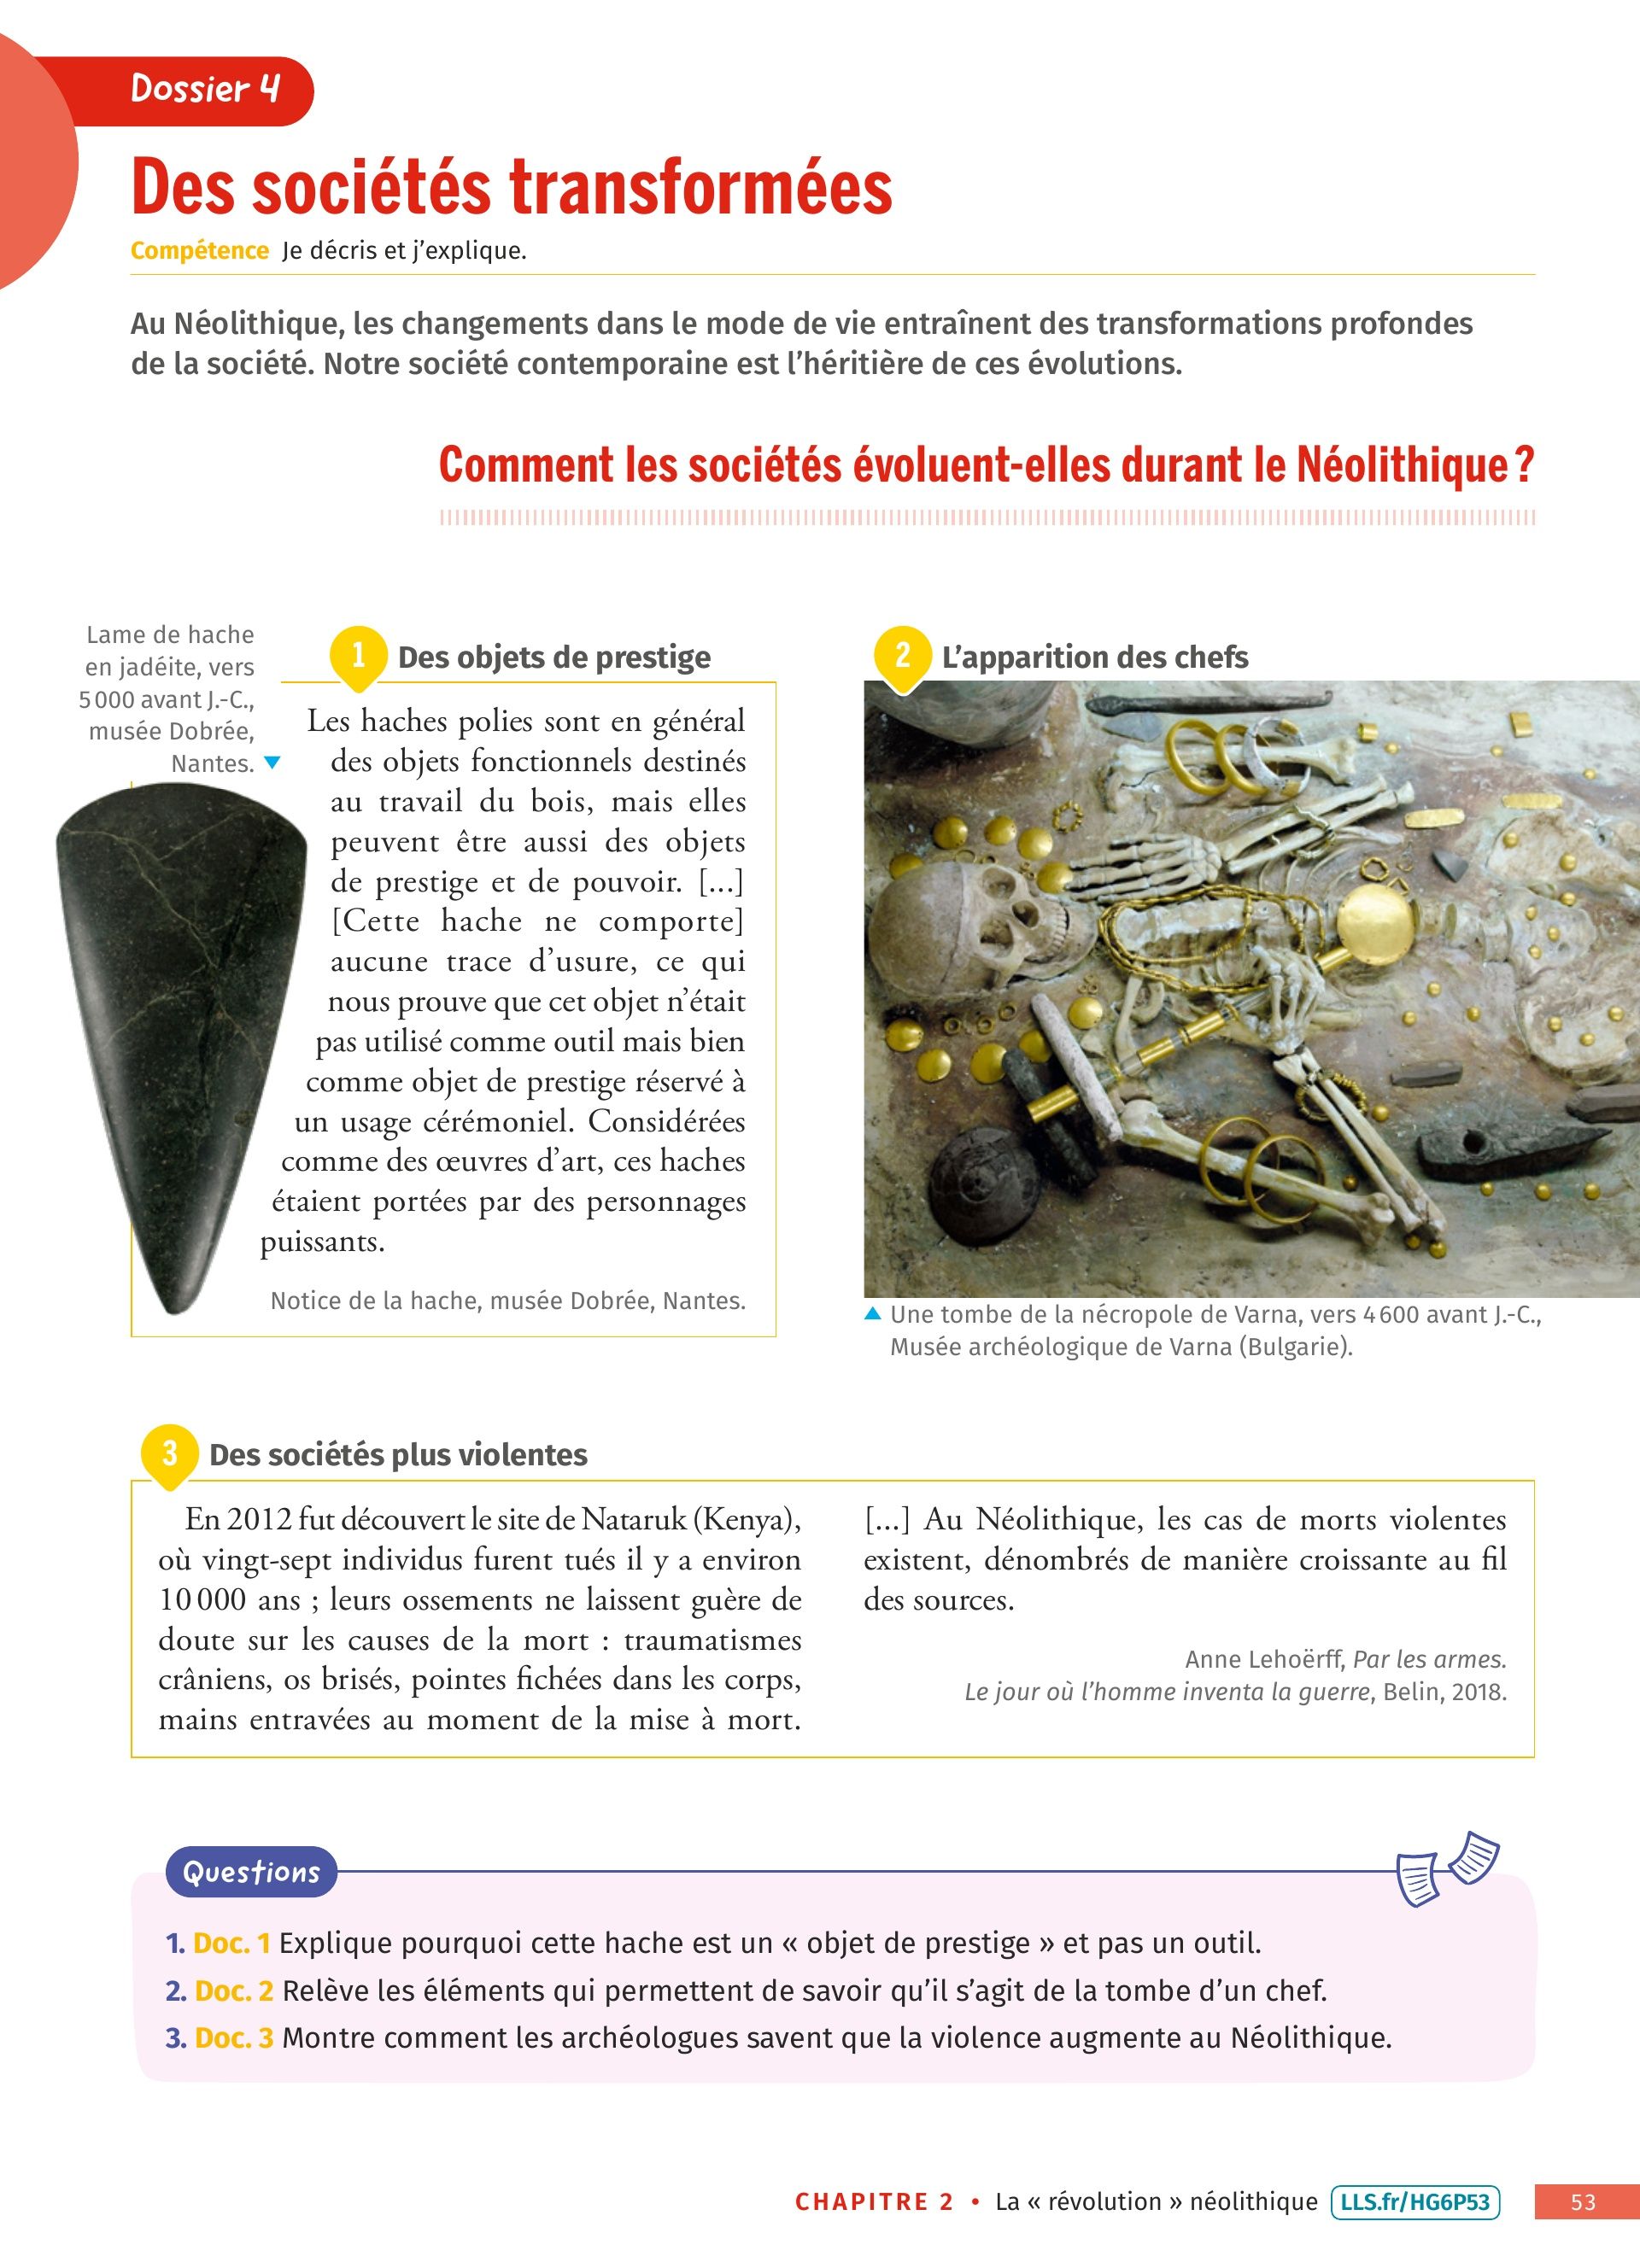 Dossier 4
Des sociétés transformées
Compétence Je décris et j'explique.
Au Néolithique, les changements dans le mode de vie entraînent des transformations profondes
de la société. Notre société contemporaine est l'héritière de ces évolutions.
Comment les sociétés évoluent-elles durant le Néolithique ?
Lame de hache
en jadéite, vers
5 000 avant J.-C.,
musée Dobrée,
Nantes.
1 Des objets de prestige
Les haches polies sont en général
des objets fonctionnels destinés
au travail du bois, mais elles
peuvent être aussi des objets
de prestige et de pouvoir. [...]
[Cette hache ne comporte]
aucune trace d'usure, ce qui
nous prouve que cet objet n'était
pas utilisé comme outil mais bien
comme objet de prestige réservé à
un usage cérémoniel. Considérées
comme des œuvres d'art, ces haches
étaient portées par des personnages
puissants.
Notice de la hache, musée Dobrée, Nantes.
2 L'apparition des chefs
Une tombe de la nécropole de Varna, vers 4 600 avant J.-C.,
Musée archéologique de Varna (Bulgarie).
3 Des sociétés plus violentes
En 2012 fut découvert le site de Nataruk (Kenya),
où vingt-sept individus furent tués il y a environ
10 000 ans ; leurs ossements ne laissent guère de
doute sur les causes de la mort : traumatismes
crâniens, os brisés, pointes fichées dans les corps,
mains entravées au moment de la mise à mort.
[...] Au Néolithique, les cas de morts violentes
existent, dénombrés de manière croissante au fil
des sources.
Anne Lehoërff, Par les armes.
Le jour où l'homme inventa la guerre, Belin, 2018.
Questions
1. Doc. 1 Explique pourquoi cette hache est un « objet de prestige » et pas un outil.
2. Doc. 2 Relève les éléments qui permettent de savoir qu'il s'agit de la tombe d'un chef.
3. Doc. 3 Montre comment les archéologues savent que la violence augmente au Néolithique.
CHAPITRE 2 • La « révolution » néolithique LLS.fr/HG6P53 53